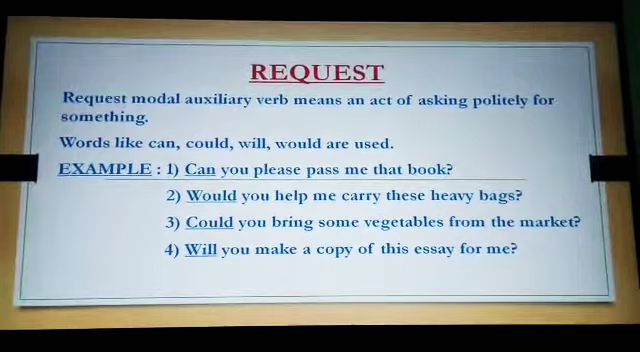 REQUEST
Request modal auxiliary verb means an act of asking politely for
something.
Words like can, could, will, would are used.
EXAMPLE : 1) Can you please pass me that book?
2) Would you help me carry these heavy bags?
3) Could you bring some vegetables from the market?
4) Will you make a copy of this essay for me?